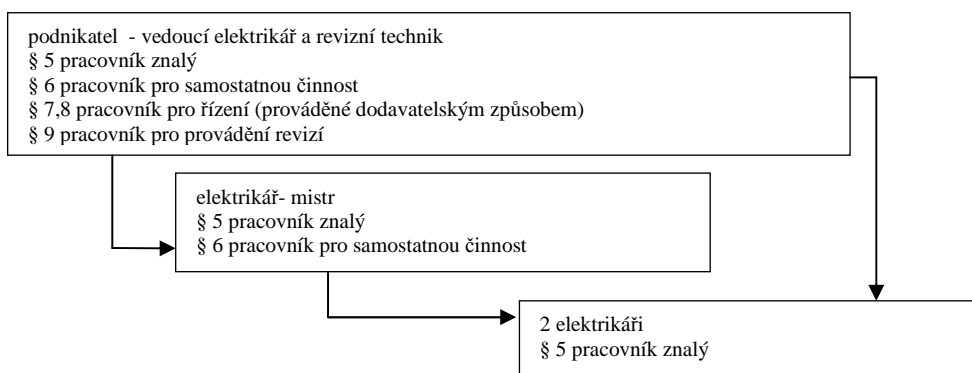 podnikatel - vedoucí elektrikář a revizní technik
§ 5 pracovník znalý
§ 6 pracovník pro samostatnou činnost
§ 7,8 pracovník pro řízení (prováděné dodavatelským způsobem)
§ 9 pracovník pro provádění revizí
elektrikář- mistr
§ 5 pracovník znalý
§ 6 pracovník pro samostatnou činnost
2 elektrikáři
§ 5 pracovník znalý